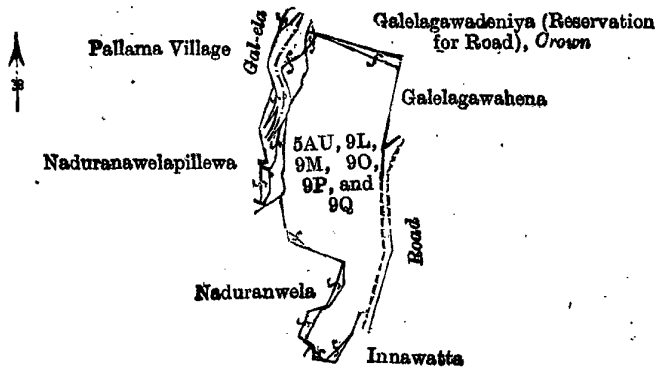 Galelagawadeniya (Reservation
for Road), Crown
Pallama Village
Gal-ela
Galelagawahena
5AU, 9L,
9M, 9O,
9P, and
9Q
Naduranawelapillewa
Road
Naduranwela
Innawatta